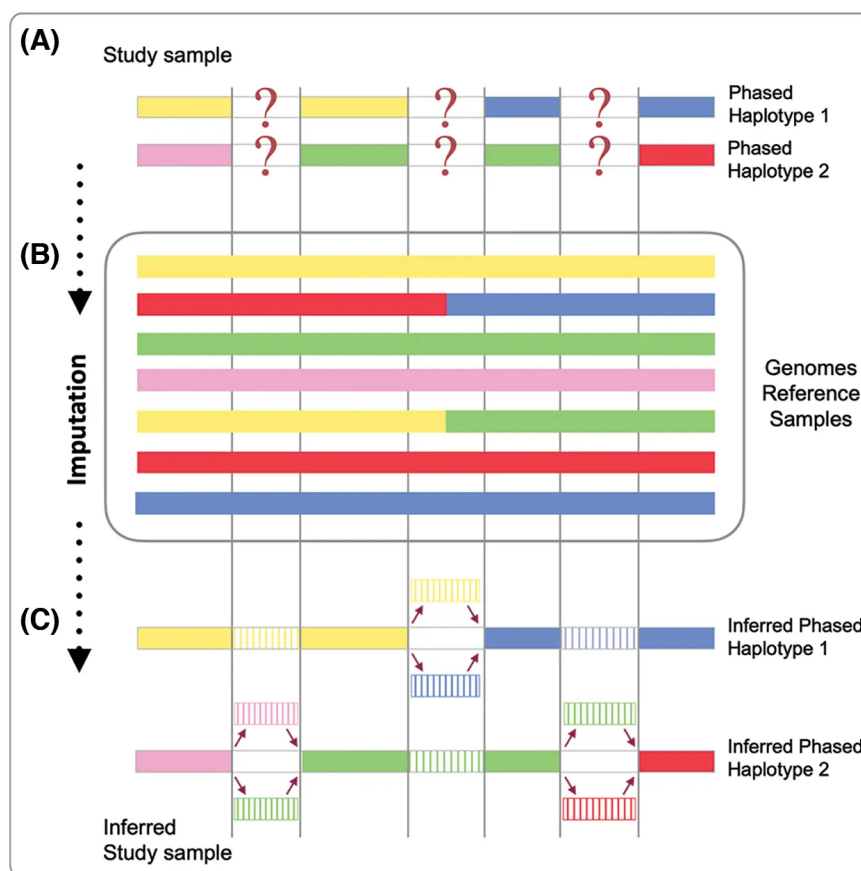 (A)
Study sample
? ? ?
Phased
Haplotype 1
? ? ?
Phased
Haplotype 2
(B)
Imputation
Genomes
Reference
Samples
(C)
Inferred Phased
Haplotype 1
Inferred Phased
Haplotype 2
Inferred
Study sample